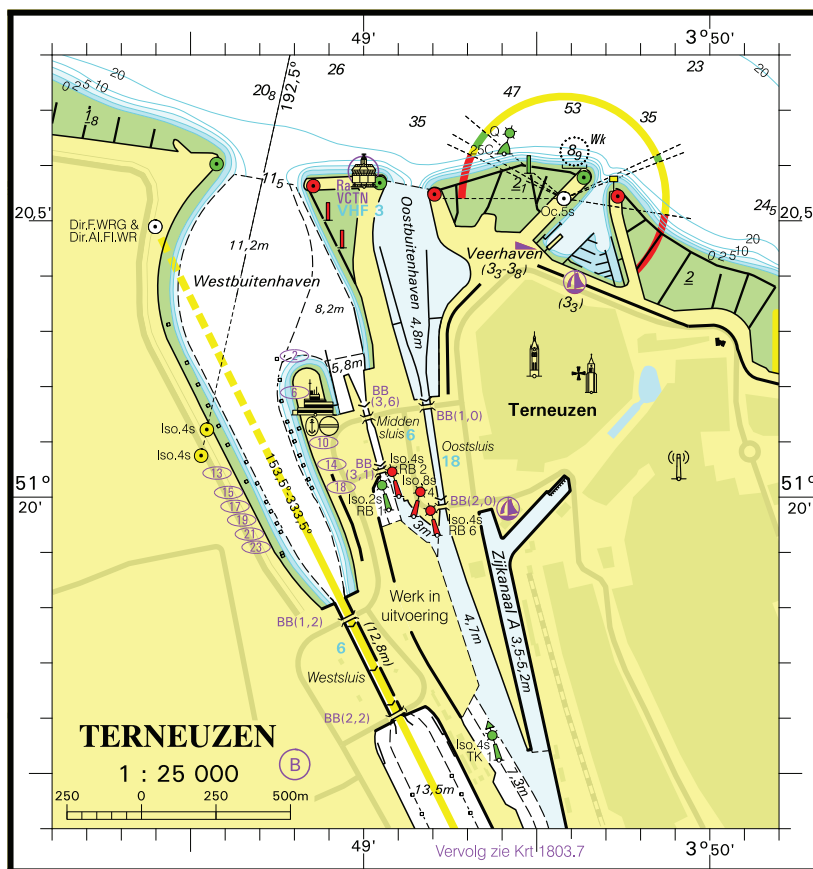 49'
3°50'
20
10
0 2 5
20₈
192,5°
26
35
47
53
35
23
20
1₈
Q
25C
Wk
8₉
2₁
11₅
Ra
VCTN
VHF 3
Oc.5s
24₅
20,5'
20,5'
Dir.F.WRG &
Dir.Al.Fl.WR
11,2m
Westbuitenhaven
Oostbuitenhaven 4,8m
Veerhaven
(3₃-3₈)
(3₃)
0 2 5 10
20
2
8,2m
2
5,8m
6
BB
(3,6)
BB(1,0)
Terneuzen
Midden
sluis
6
Oostsluis
18
Iso.4s
Iso.4s
10
14
18
BB
(3,1)
Iso.4s
RB 2
Iso.8s
4
Iso.2s
RB 1
BB(2,0)
Iso.4s
RB 6
13
15
17
19
21
23
51°
20'
51°
20'
153,5°-333,5°
Zijkanaal A 3,5-5,2m
Werk in
uitvoering
4,7m
BB(1,2)
6
(12,8m)
Westsluis
BB(2,2)
Iso.4s
TK 1
7,3m
TERNEUZEN
1 : 25 000
B
250 0 250 500m
13,5m
Vervolg zie Krt 1803.7
49'
3°50'